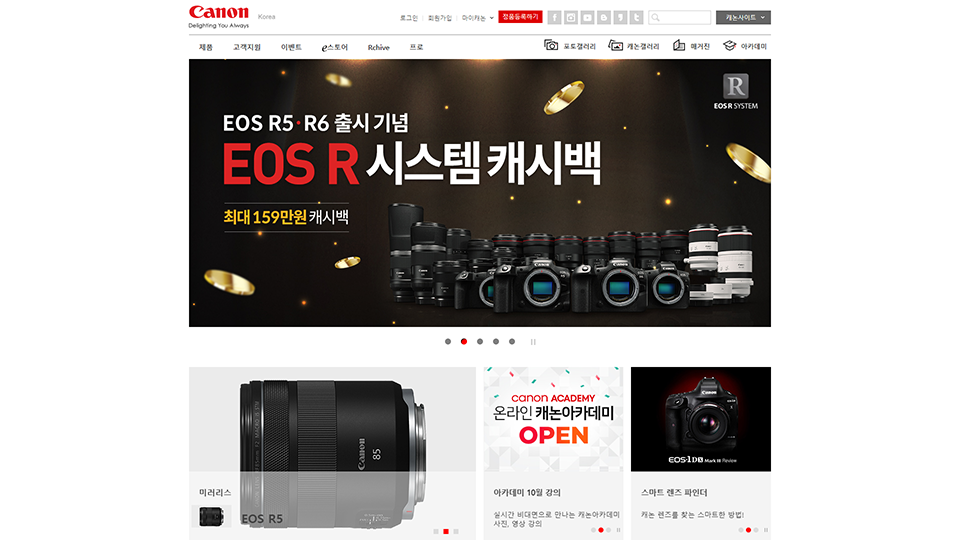 Canon
Delighting You Always
Korea
로그인 회원가입 마이캐논 정품등록하기 캐논사이트
제품 고객지원 이벤트 e스토어 Rchive 프로 포토갤러리 캐논갤러리 매거진 아카데미
R
EOS R SYSTEM
EOS R5·R6 출시 기념
EOS R 시스템 캐시백
최대 159만원 캐시백
Canon
85
미러리스
EOS R5
canon ACADEMY
온라인 캐논아카데미
OPEN
아카데미 10월 강의
실시간 비대면으로 만나는 캐논아카데미
사진, 영상 강의
Canon
EOS-1DX Mark III Review
스마트 렌즈 파인더
캐논 렌즈를 찾는 스마트한 방법!